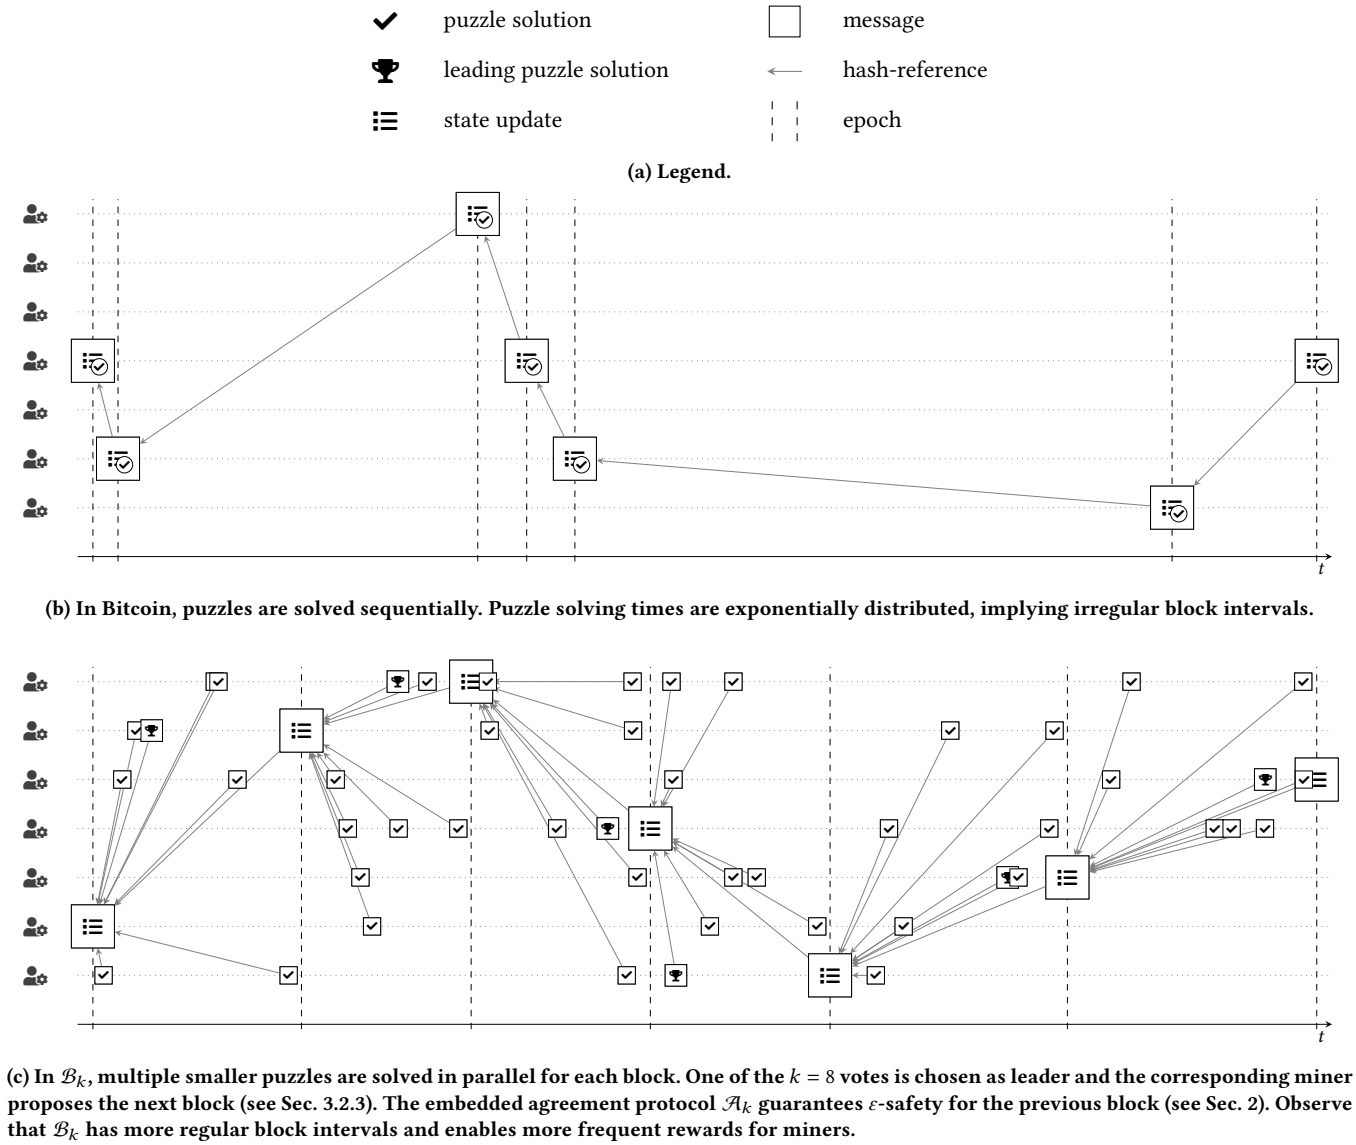 puzzle solution
message
leading puzzle solution
hash-reference
state update
epoch
(a) Legend.
t
(b) In Bitcoin, puzzles are solved sequentially. Puzzle solving times are exponentially distributed, implying irregular block intervals.
t
(c) In ℬₖ, multiple smaller puzzles are solved in parallel for each block. One of the k = 8 votes is chosen as leader and the corresponding miner
proposes the next block (see Sec. 3.2.3). The embedded agreement protocol 𝒜ₖ guarantees ε-safety for the previous block (see Sec. 2). Observe
that ℬₖ has more regular block intervals and enables more frequent rewards for miners.